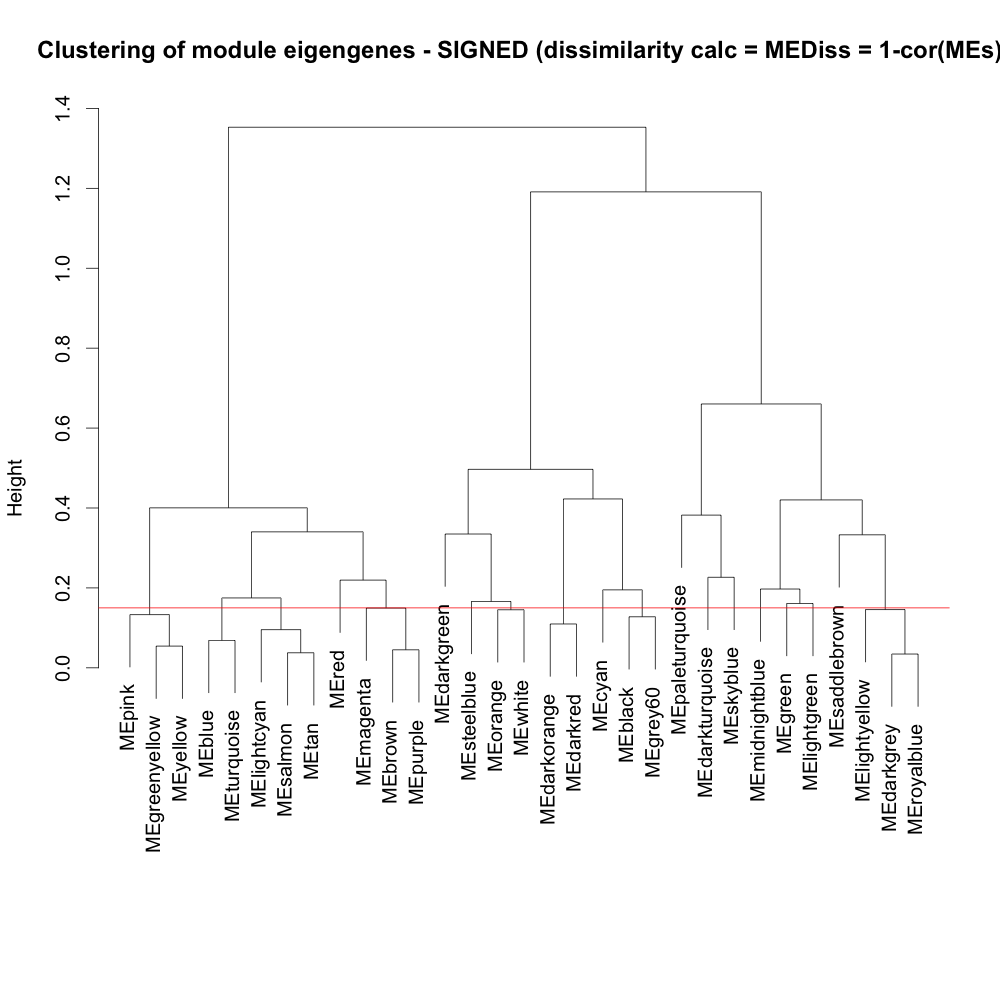 Clustering of module eigengenes - SIGNED (dissimilarity calc = MEDiss = 1-cor(MEs)
1.4
1.2
1.0
0.8
0.6
0.4
0.2
0.0
Height
MEpink
MEgreenyellow
MEyellow
MEblue
MEturquoise
MElightcyan
MEsalmon
MEtan
MEred
MEmagenta
MEbrown
MEpurple
MEdarkgreen
MEsteelblue
MEorange
MEwhite
MEdarkorange
MEdarkred
MEcyan
MEblack
MEgrey60
MEpaleturquoise
MEdarkturquoise
MEskyblue
MEmidnightblue
MEgreen
MElightgreen
MEsaddlebrown
MElightyellow
MEdarkgrey
MEroyalblue